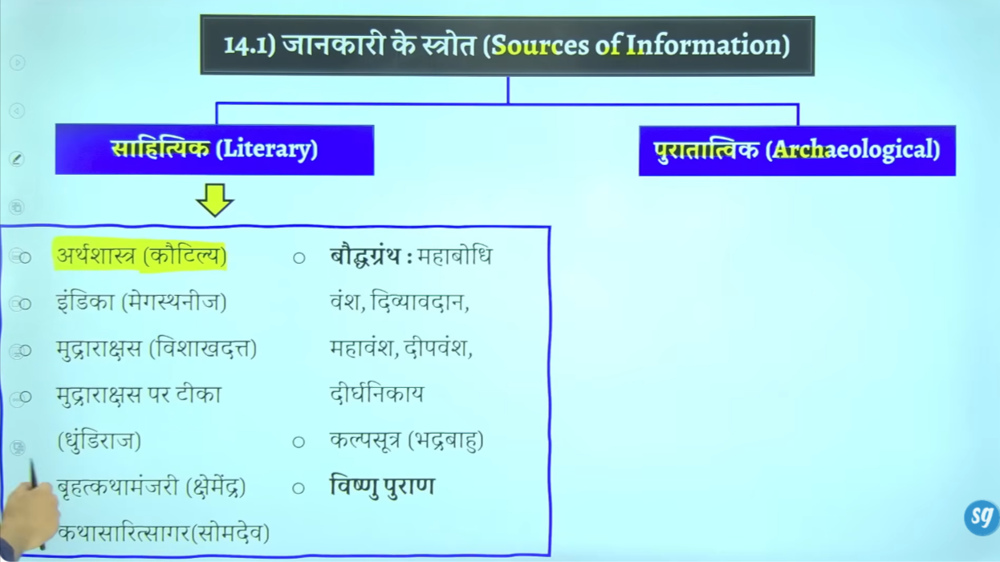 14.1) जानकारी के स्त्रोत (Sources of Information)
साहित्यिक (Literary)
पुरातात्विक (Archaeological)
अर्थशास्त्र (कौटिल्य)
इंडिका (मेगस्थनीज)
मुद्राराक्षस (विशाखदत्त)
मुद्राराक्षस पर टीका
(धुंडिराज)
बृहत्कथामंजरी (क्षेमेंद्र)
कथासारित्सागर(सोमदेव)
बौद्धग्रंथ : महाबोधि
वंश, दिव्यावदान,
महावंश, दीपवंश,
दीर्घनिकाय
कल्पसूत्र (भद्रबाहु)
विष्णु पुराण
sg